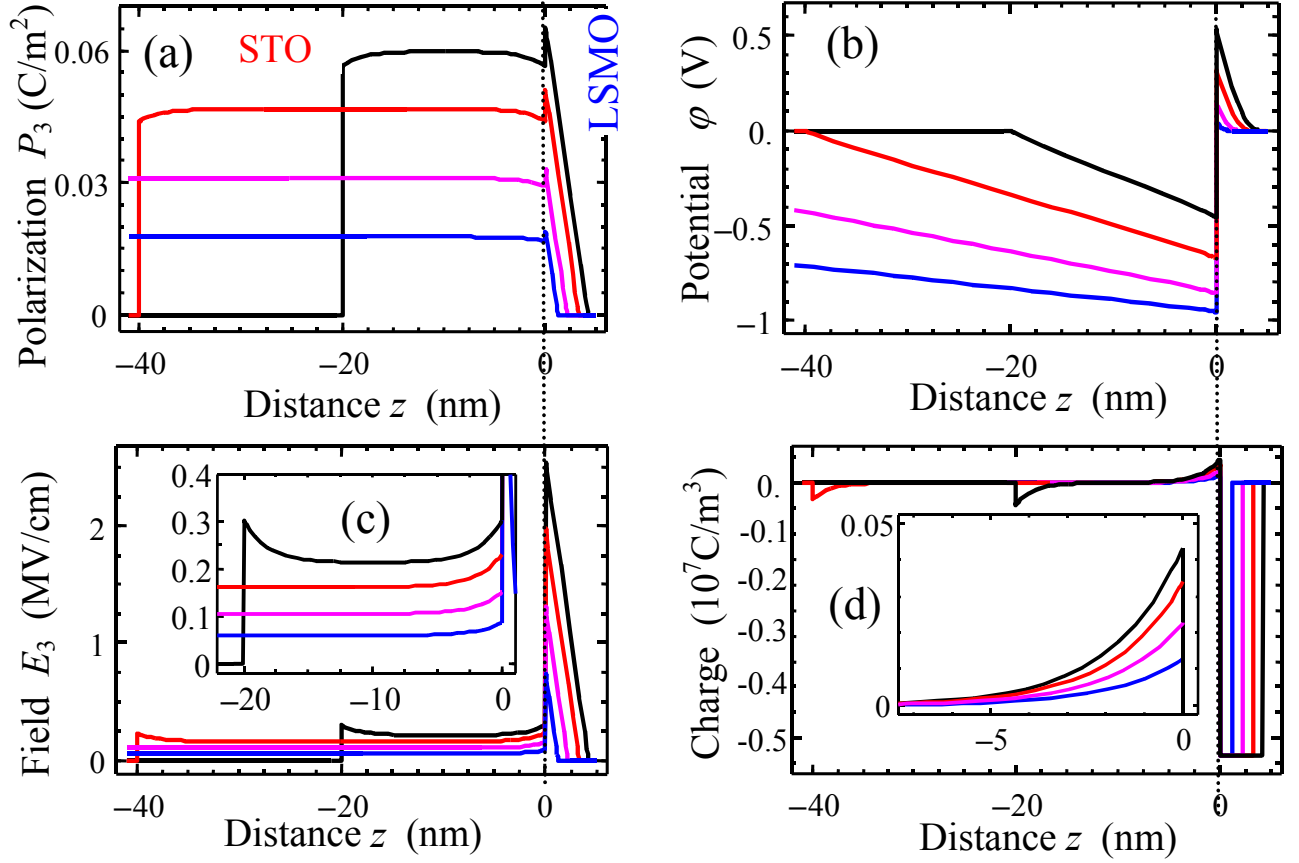 (a) STO LSMO
Polarization P₃ (C/m²)
0.06
0.03
0
−40 −20 0
Distance z (nm)
(b)
Potential φ (V)
0.5
0.
−0.5
−1
−40 −20 0
Distance z (nm)
(c)
Field E₃ (MV/cm)
2
1
0
0.4
0.3
0.2
0.1
0
−20 −10 0
−40 −20 0
Distance z (nm)
(d)
Charge (10⁷C/m³)
0.
-0.1
-0.2
-0.3
-0.4
-0.5
0.05
0
−5 0
−40 −20 0
Distance z (nm)